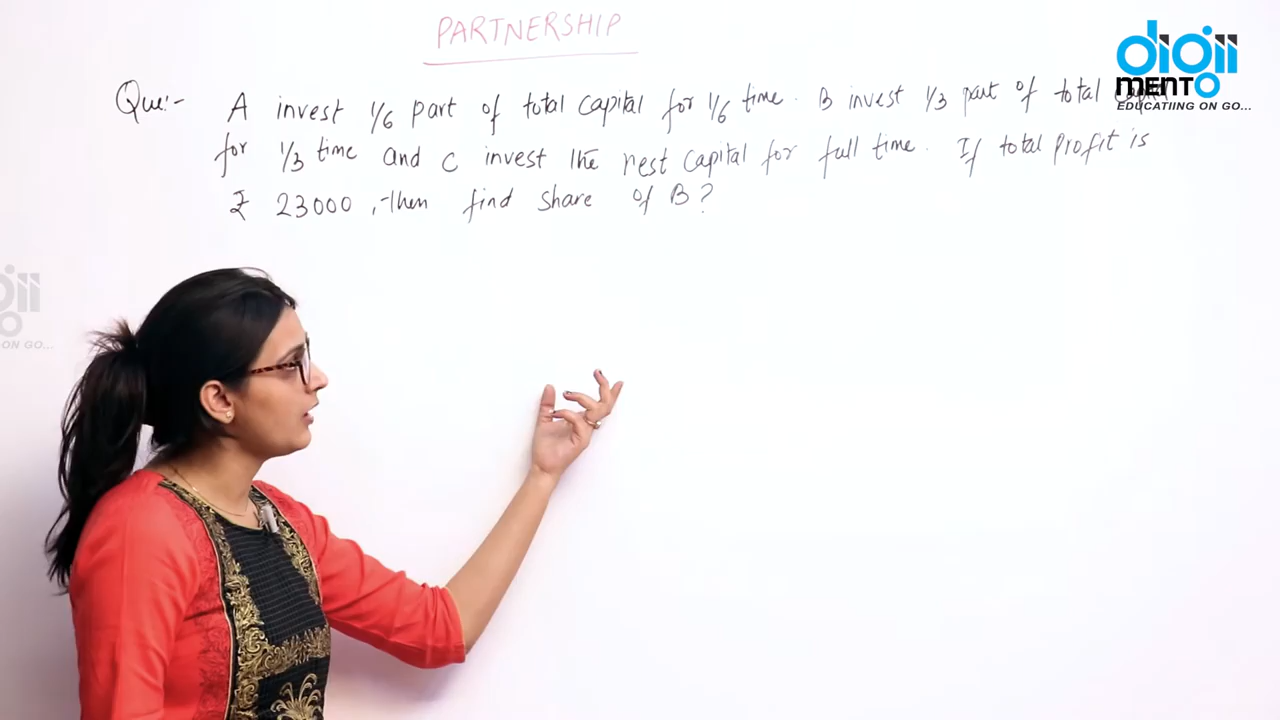 PARTNERSHIP
digii
MENTO
EDUCATIING ON GO...
Que:- A invest 1/6 part of total capital for 1/6 time. B invest 1/3 part of total capital
for 1/3 time and C invest the rest capital for full time. If total profit is
₹ 23000, then find share of B?
ON GO...